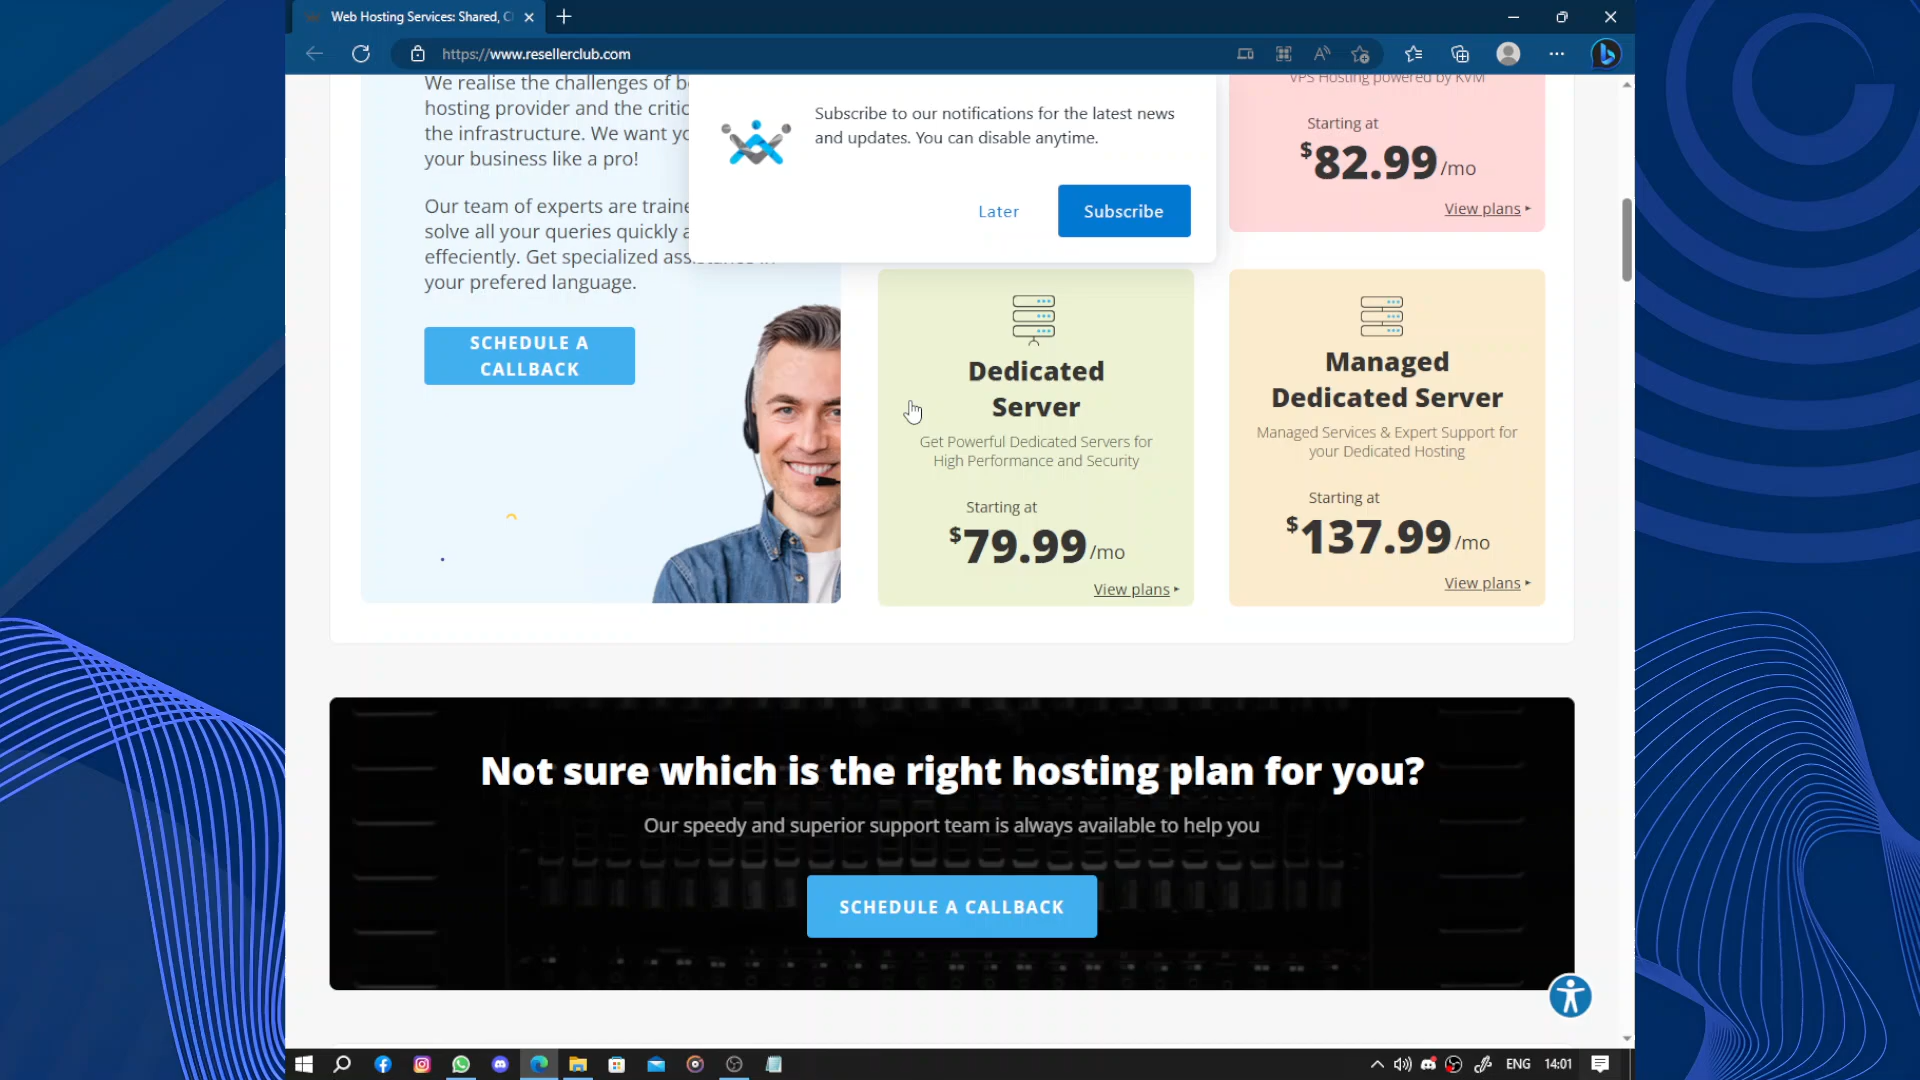 Web Hosting Services: Shared, C
https://www.resellerclub.com
We realise the challenges of b
hosting provider and the critic
the infrastructure. We want yo
your business like a pro!
Our team of experts are traine
solve all your queries quickly a
effeciently. Get specialized ass
your prefered language.
SCHEDULE A
CALLBACK
Subscribe to our notifications for the latest news
and updates. You can disable anytime.
Later
Subscribe
VPS Hosting powered by KVM
Starting at
$82.99/mo
View plans
Dedicated
Server
Get Powerful Dedicated Servers for
High Performance and Security
Starting at
$79.99/mo
View plans
Managed
Dedicated Server
Managed Services & Expert Support for
your Dedicated Hosting
Starting at
$137.99/mo
View plans
Not sure which is the right hosting plan for you?
Our speedy and superior support team is always available to help you
SCHEDULE A CALLBACK
ENG
14:01